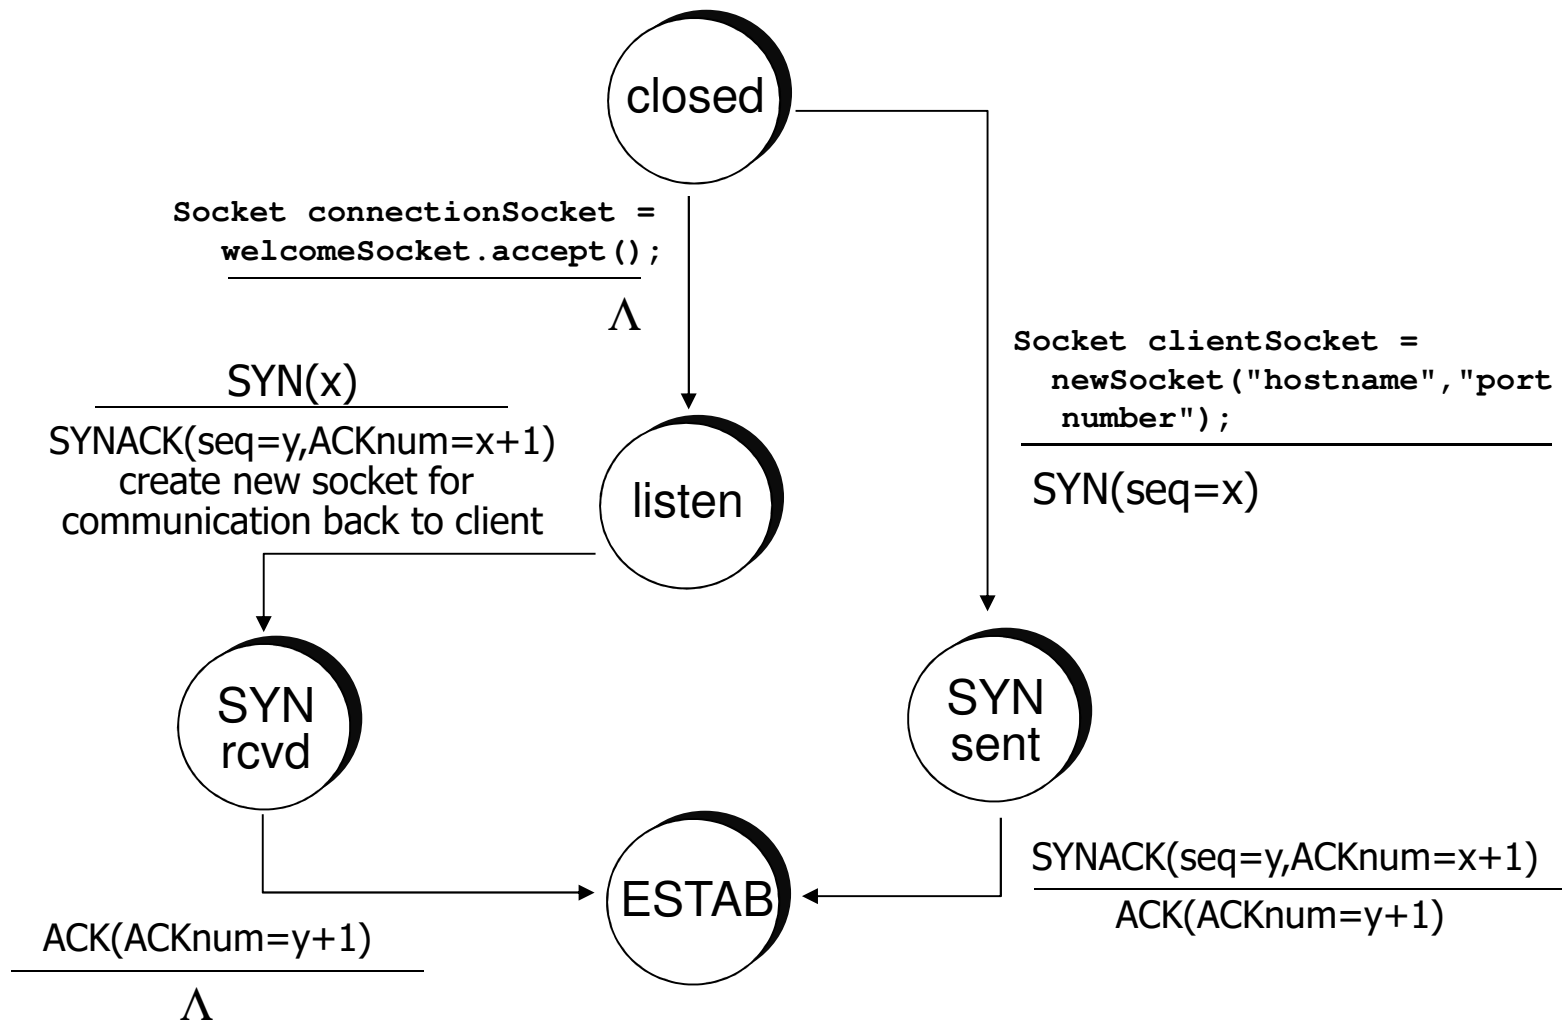 closed
Socket connectionSocket =
welcomeSocket.accept();
Λ
Socket clientSocket =
newSocket("hostname","port
number");
SYN(seq=x)
SYN(x)
SYNACK(seq=y,ACKnum=x+1)
create new socket for
communication back to client
listen
SYN
rcvd
SYN
sent
ESTAB
SYNACK(seq=y,ACKnum=x+1)
ACK(ACKnum=y+1)
ACK(ACKnum=y+1)
Λ